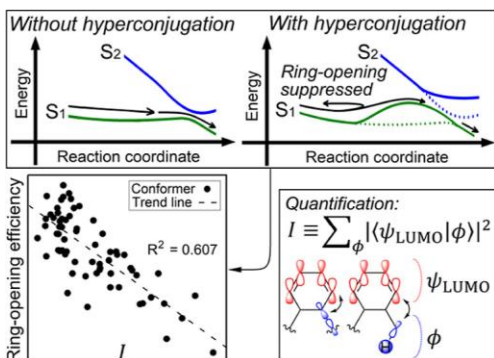 Without hyperconjugation
With hyperconjugation
Energy
S₂
S₁
Reaction coordinate
Energy
S₂
Ring-opening
suppressed
S₁
Reaction coordinate
Ring-opening efficiency
Conformer
Trend line
R² = 0.607
I
Quantification:
I ≡ ∑ϕ |⟨ψLUMO|ϕ⟩|²
ψLUMO
H
ϕ